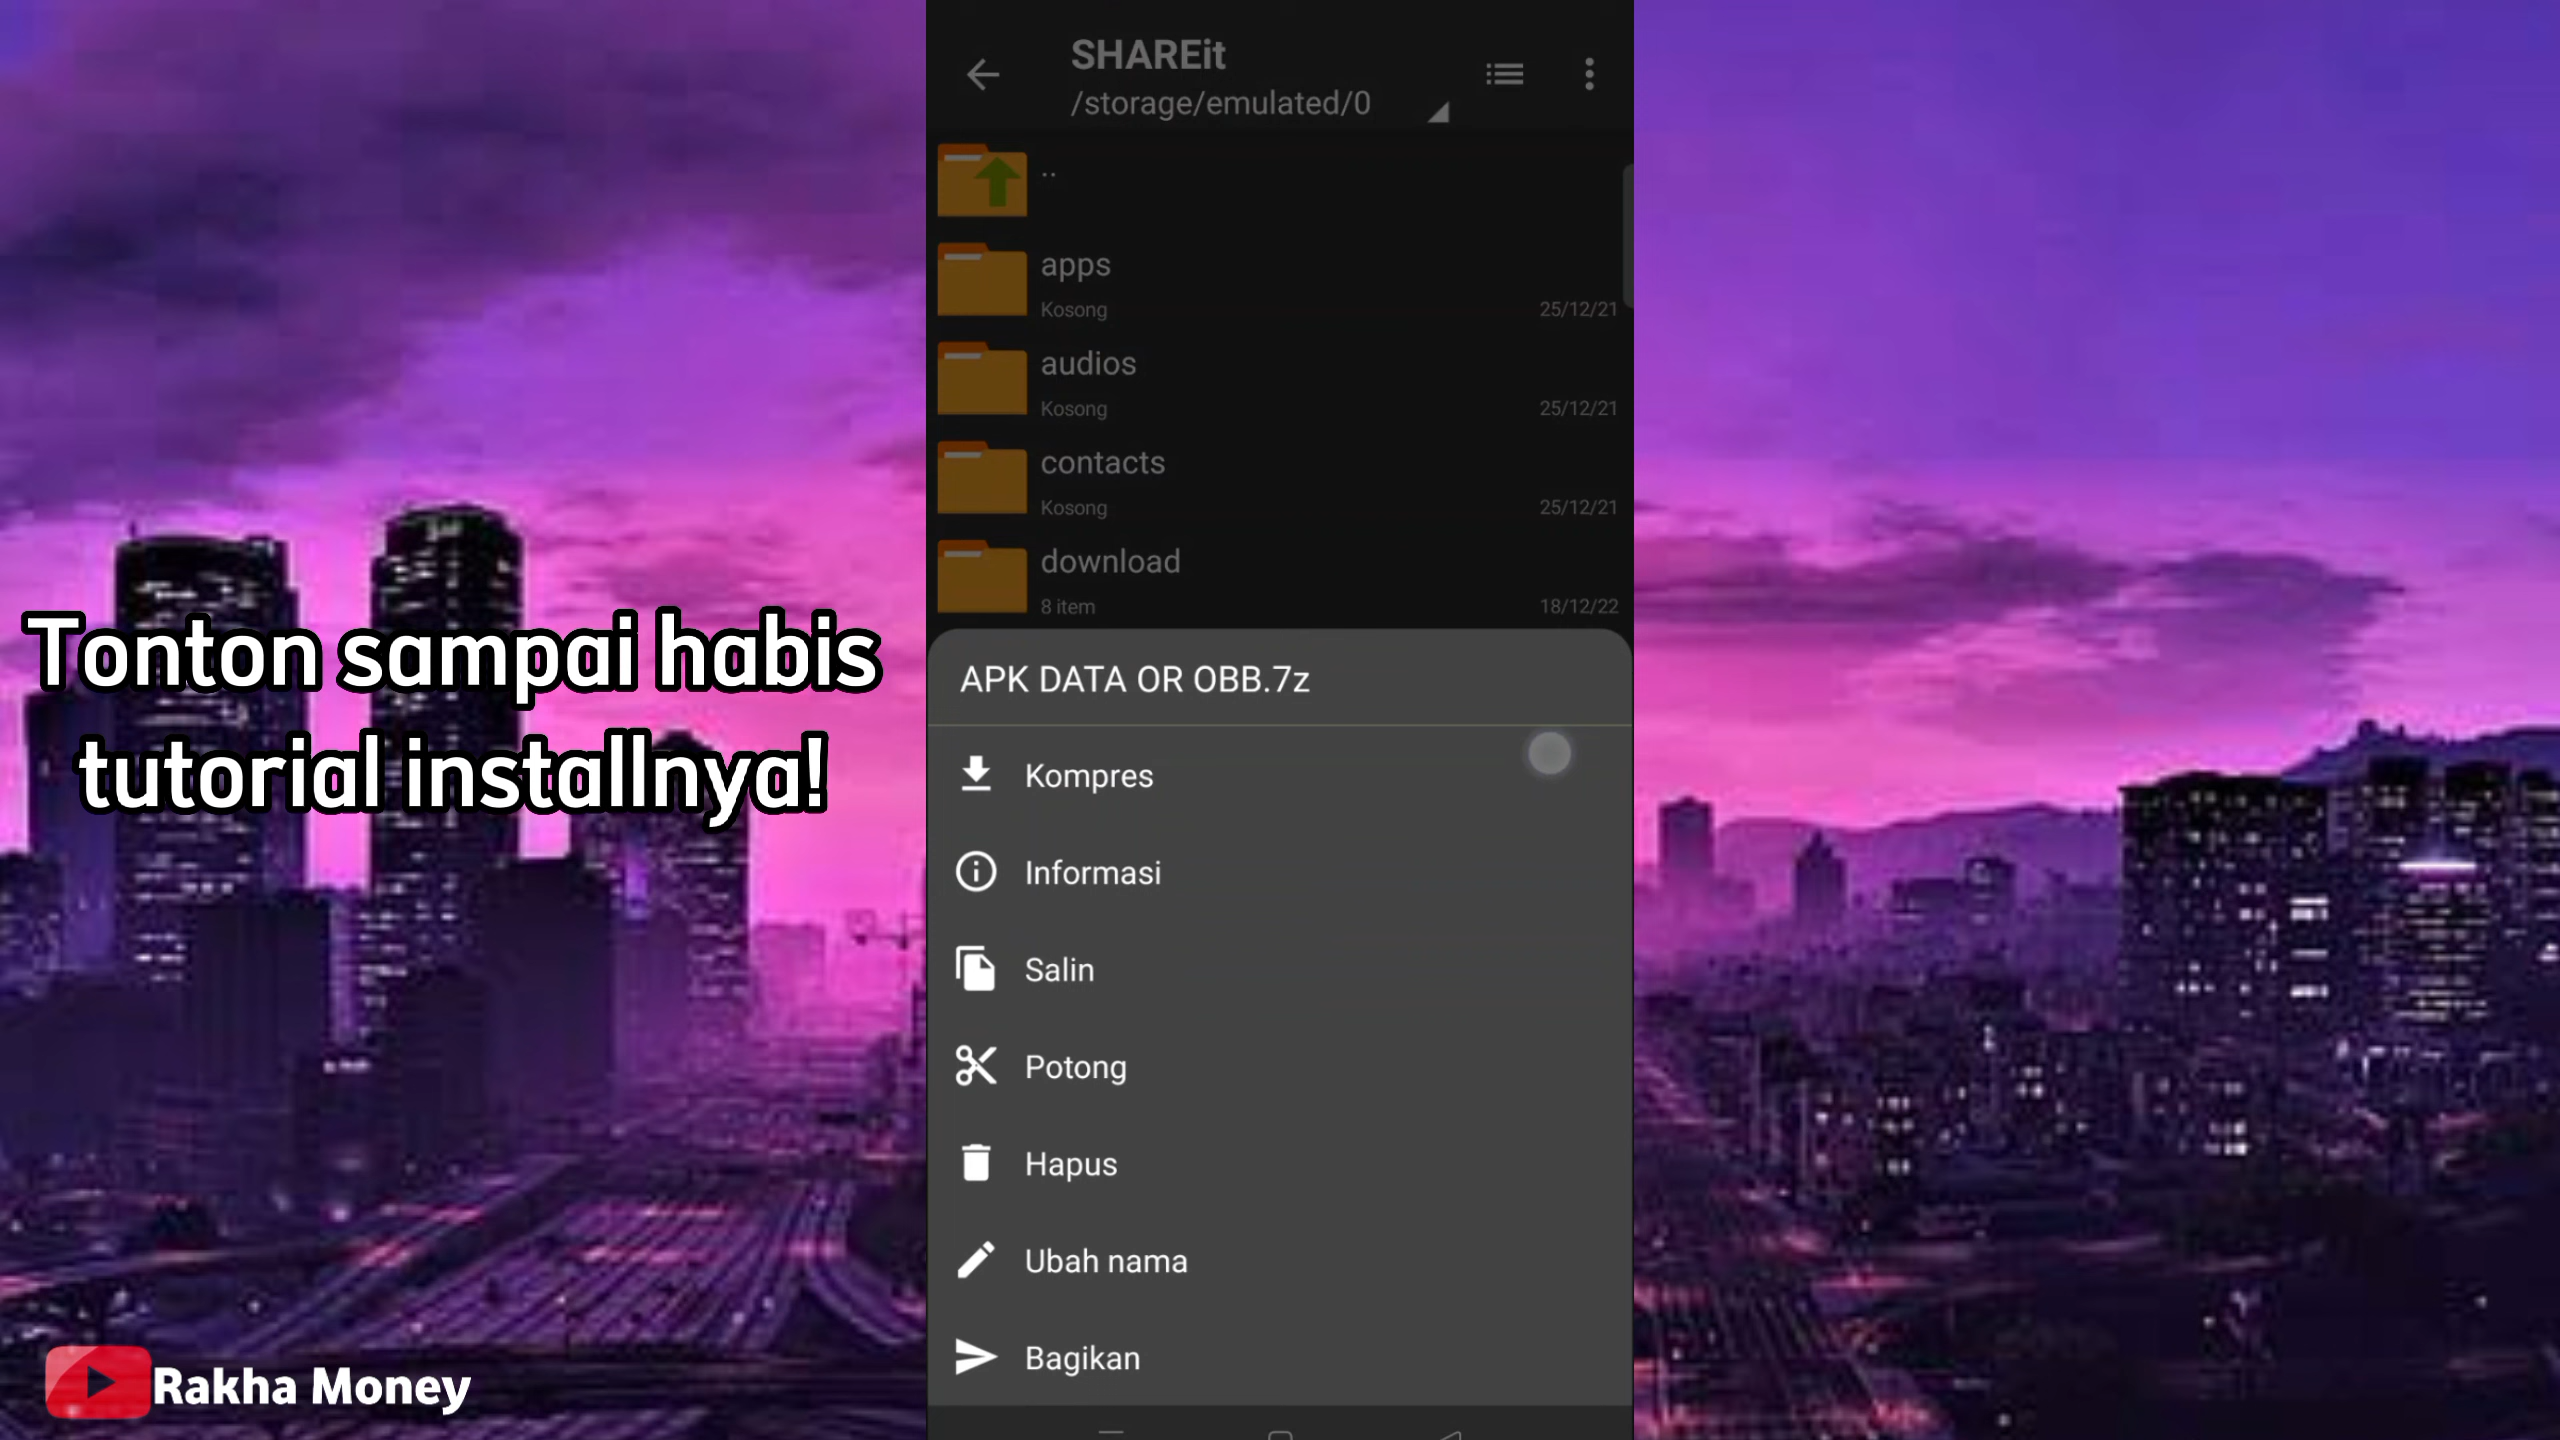 SHAREit
/storage/emulated/0
..
apps
Kosong 25/12/21
audios
Kosong 25/12/21
contacts
Kosong 25/12/21
download
8 item 18/12/22
Tonton sampai habis
tutorial installnya!
APK DATA OR OBB.7z
Kompres
Informasi
Salin
Potong
Hapus
Ubah nama
Bagikan
Rakha Money